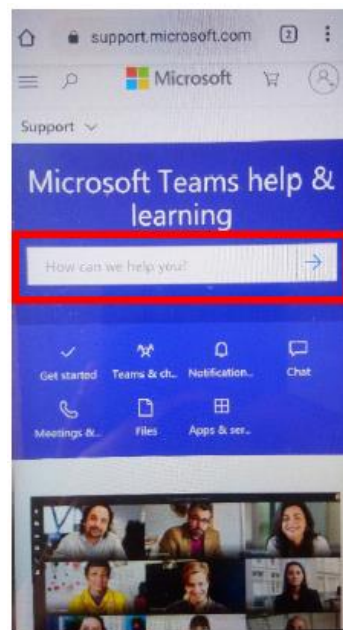 support.microsoft.com
2
Microsoft
Support
Microsoft Teams help &
learning
How can we help you?
Get started
Teams & ch..
Notification..
Chat
Meetings &..
Files
Apps & ser..